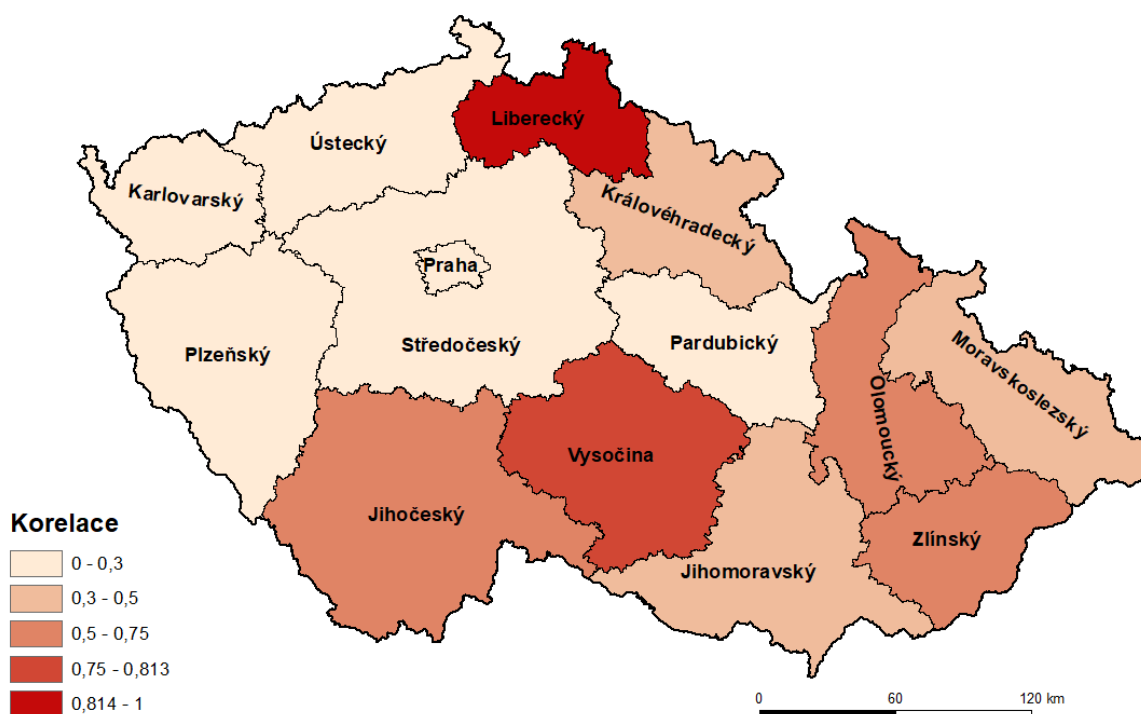 Liberecký
Ústecký
Karlovarský
Královéhradecký
Praha
Plzeňský
Středočeský
Pardubický
Moravskoslezský
Olomoucký
Vysočina
Jihočeský
Zlínský
Jihomoravský
Korelace
0 - 0,3
0,3 - 0,5
0,5 - 0,75
0,75 - 0,813
0,814 - 1
0 60 120 km